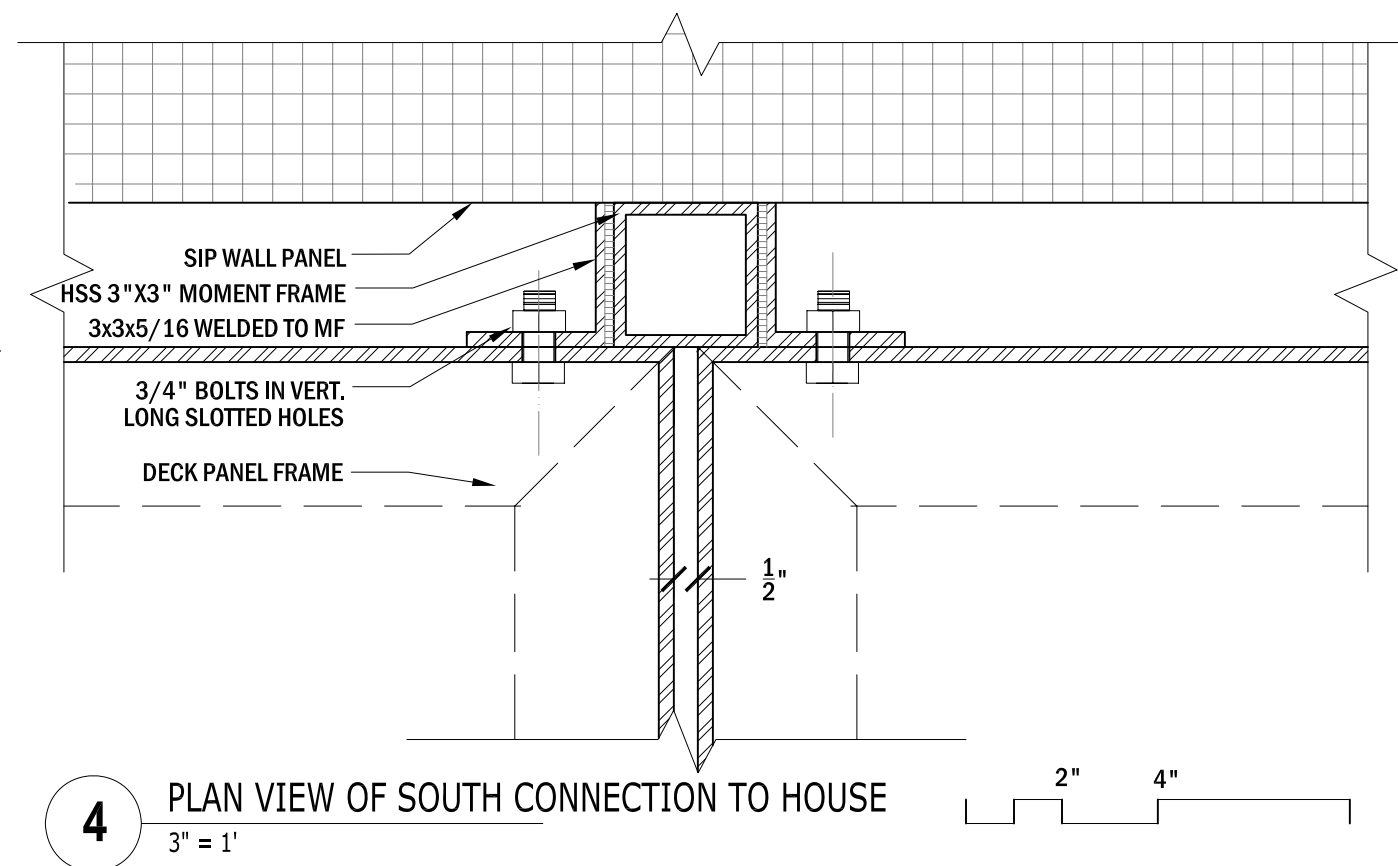 SIP WALL PANEL
HSS 3"X3" MOMENT FRAME
3x3x5/16 WELDED TO MF
3/4" BOLTS IN VERT.
LONG SLOTTED HOLES
DECK PANEL FRAME
1/2"
4
PLAN VIEW OF SOUTH CONNECTION TO HOUSE
3" = 1'
2" 4"